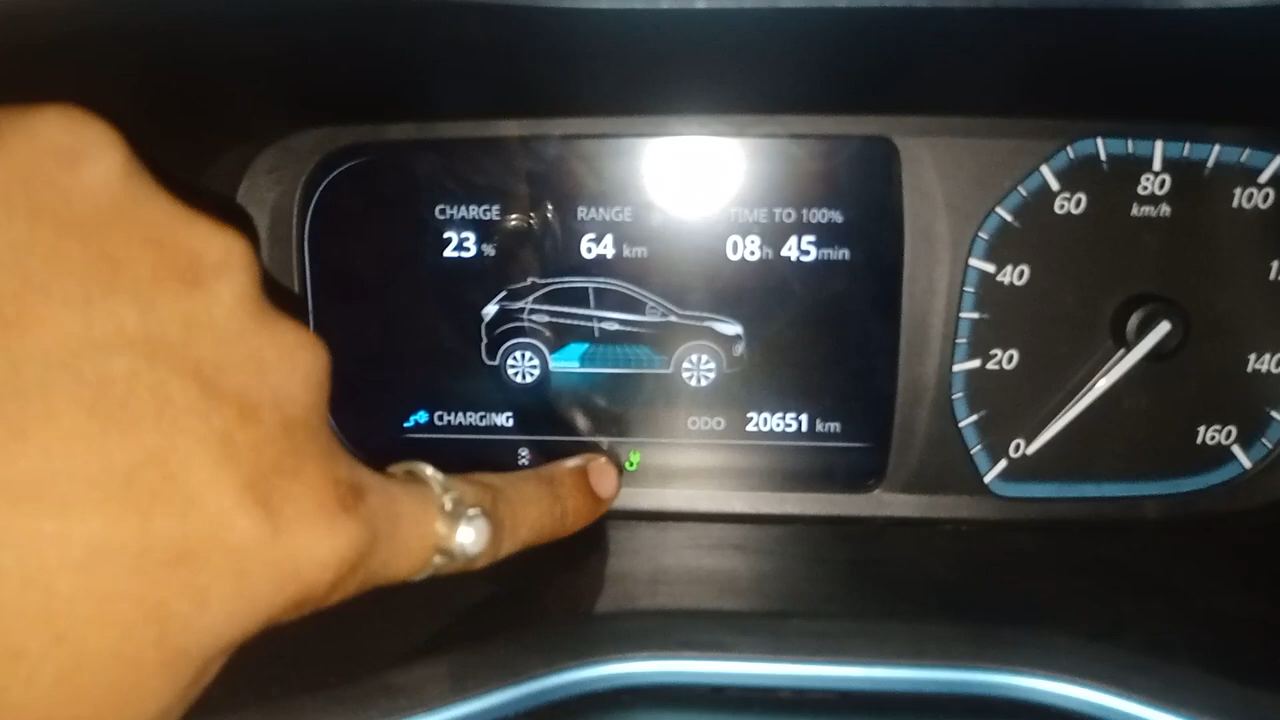 CHARGE RANGE TIME TO 100%
23 % 64 km 08h 45min
CHARGING ODO 20651 km
80
km/h
60
100
40
20
140
0
160